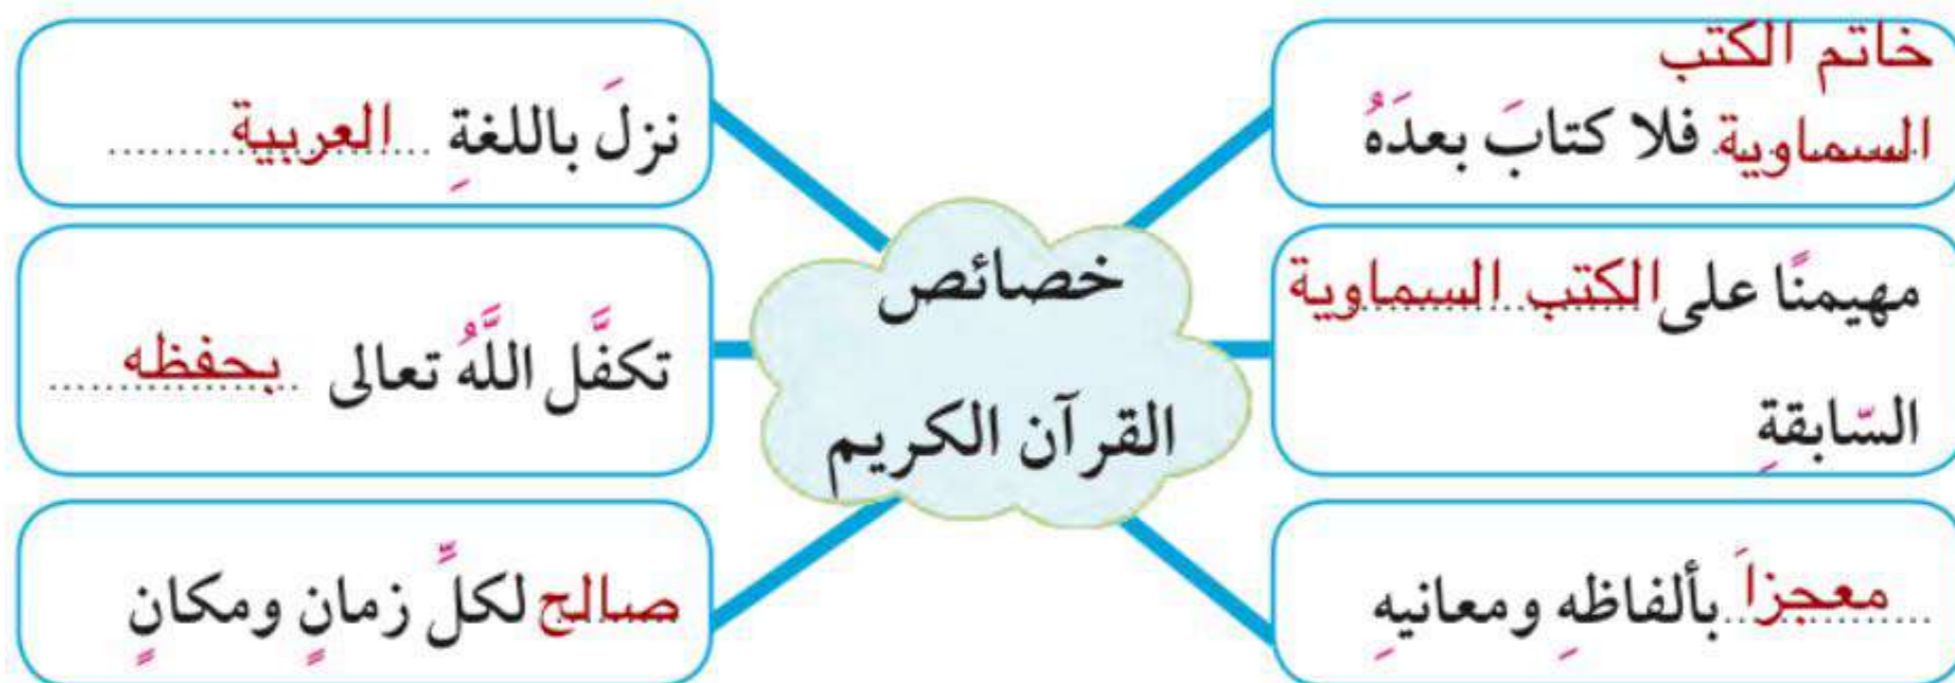 خاتم الكتب
السماوية فلا كتابَ بعدَهُ
نزلَ باللغةِ العربية
خصائص
القرآن الكريم
مهيمنًا على الكتب السماوية
السّابقةِ
تكفَّل اللَّهُ تعالى بحفظه
معجزاَ بألفاظهِ ومعانيهِ
صالح لكلِّ زمانٍ ومكانٍ